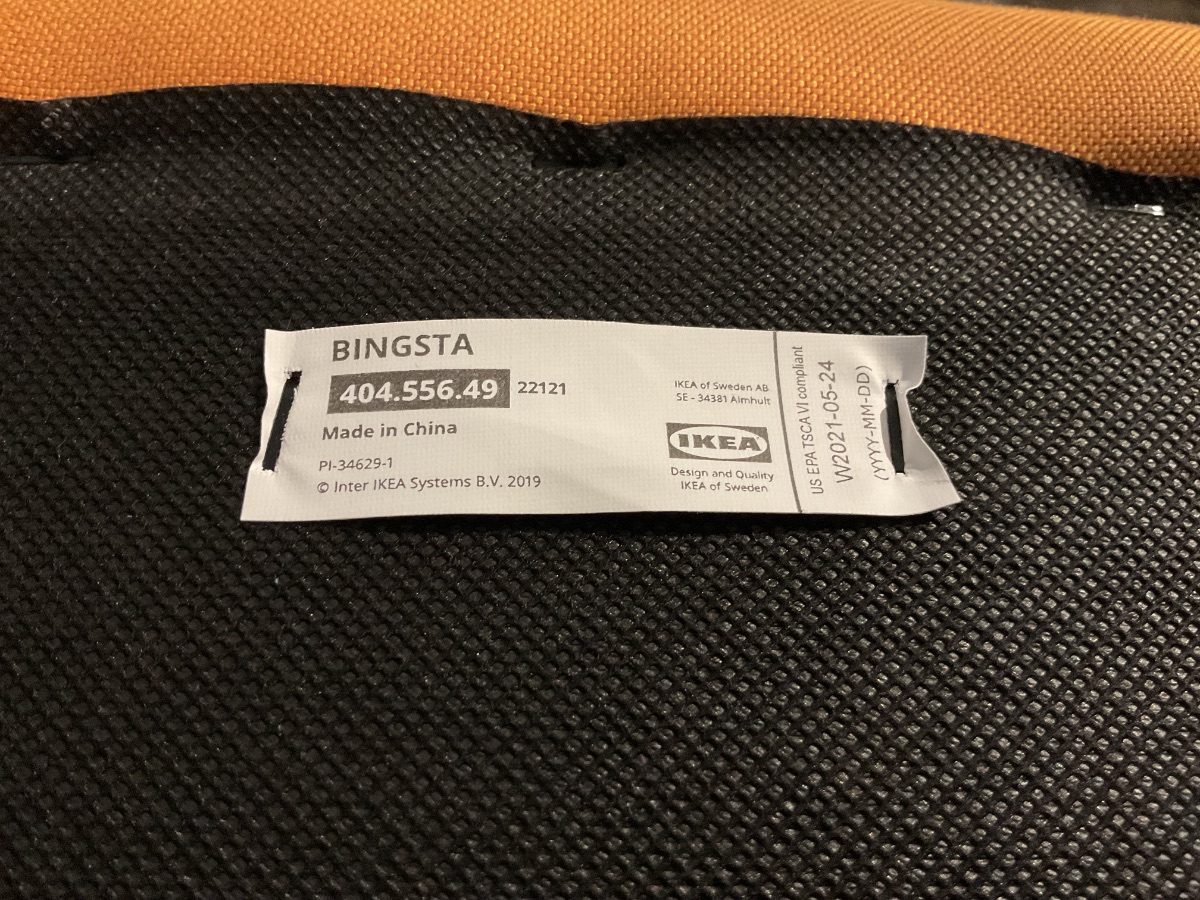 BINGSTA
404.556.49 22121
Made in China
PI-34629-1
© Inter IKEA Systems B.V. 2019
IKEA of Sweden AB
SE - 34381 Älmhult
IKEA
Design and Quality
IKEA of Sweden
US EPA TSCA VI compliant
W2021-05-24
(YYYY-MM-DD)